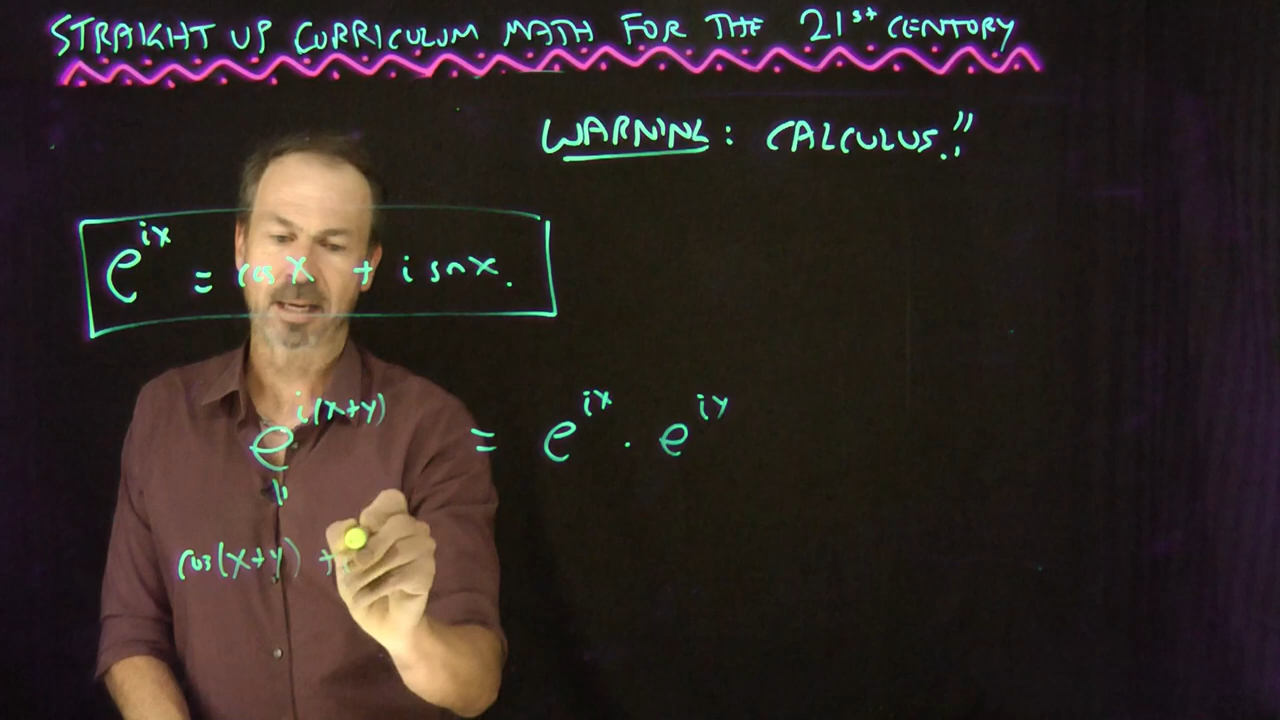 STRAIGHT UP CURRICULUM MATH FOR THE 21st CENTURY
WARNING: CALCULUS!!
e^{ix} = cos x + i sin x.
e^{i(x+y)} = e^{ix} · e^{iy}
cos(x+y) +